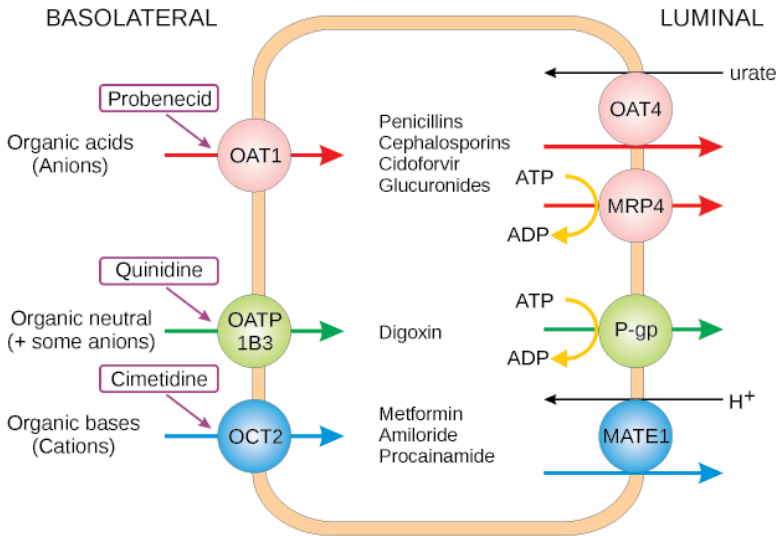 BASOLATERAL
LUMINAL
Probenecid
Organic acids
(Anions)
OAT1
Penicillins
Cephalosporins
Cidoforvir
Glucuronides
urate
OAT4
ATP
MRP4
ADP
Quinidine
Organic neutral
(+ some anions)
OATP
1B3
Digoxin
ATP
P-gp
ADP
Cimetidine
Organic bases
(Cations)
OCT2
Metformin
Amiloride
Procainamide
H+
MATE1